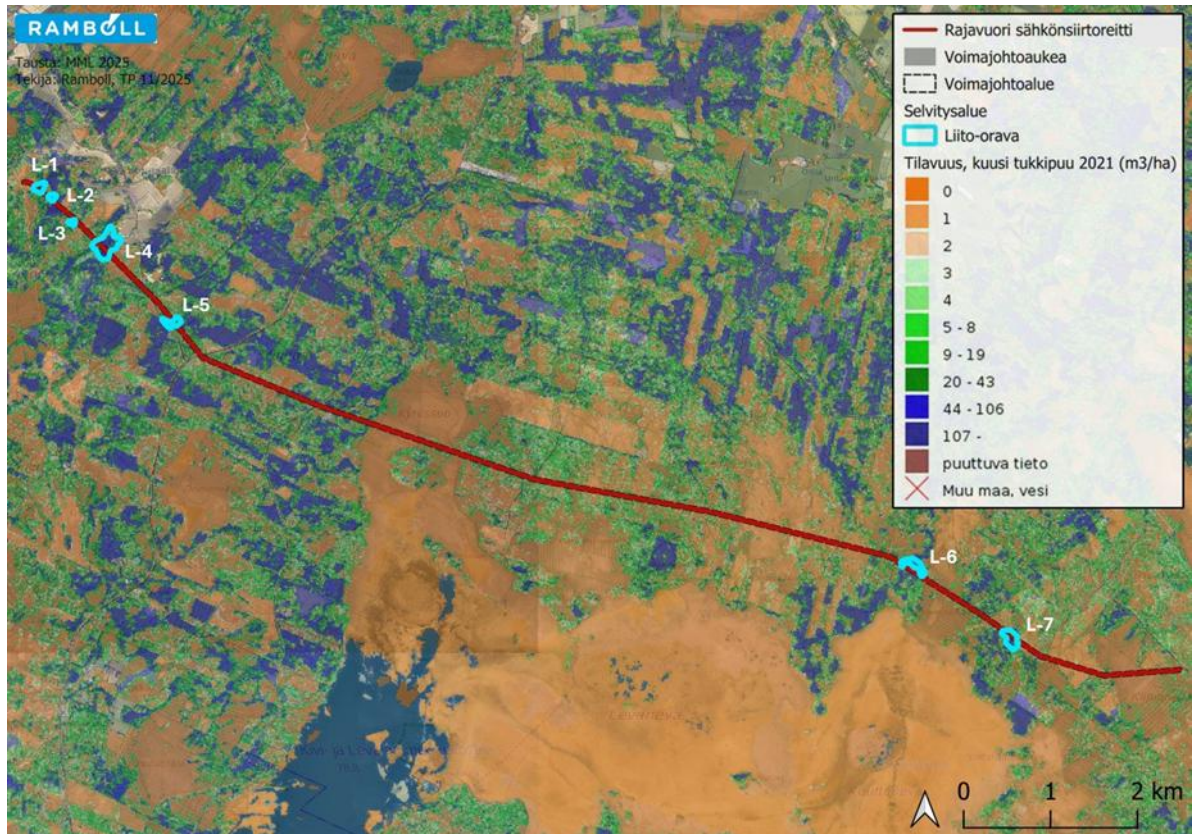 RAMBOLL
Tausta: MML 2025
Tekijä: Ramboll, TP 11/2025
Rajavuori sähkönsiirtoreitti
Voimajohtoaukea
Voimajohtoalue
Selvitysalue
Liito-orava
Tilavuus, kuusi tukkipuu 2021 (m3/ha)
0
1
2
3
4
5 - 8
9 - 19
20 - 43
44 - 106
107 -
puuttuva tieto
Muu maa, vesi
L-1
L-2
L-3
L-4
L-5
L-6
L-7
Levaneva
0 1 2 km